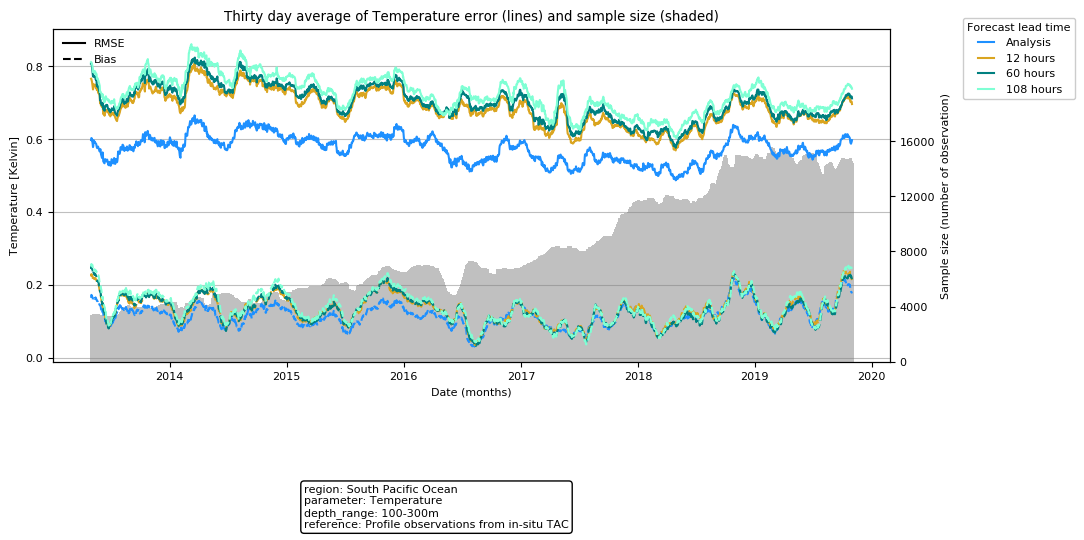 Thirty day average of Temperature error (lines) and sample size (shaded)
RMSE
Bias
Forecast lead time
Analysis
12 hours
60 hours
108 hours
0.8
0.6
0.4
0.2
0.0
Temperature [Kelvin]
16000
12000
8000
4000
0
Sample size (number of observation)
2014
2015
2016
2017
2018
2019
2020
Date (months)
region: South Pacific Ocean
parameter: Temperature
depth_range: 100-300m
reference: Profile observations from in-situ TAC